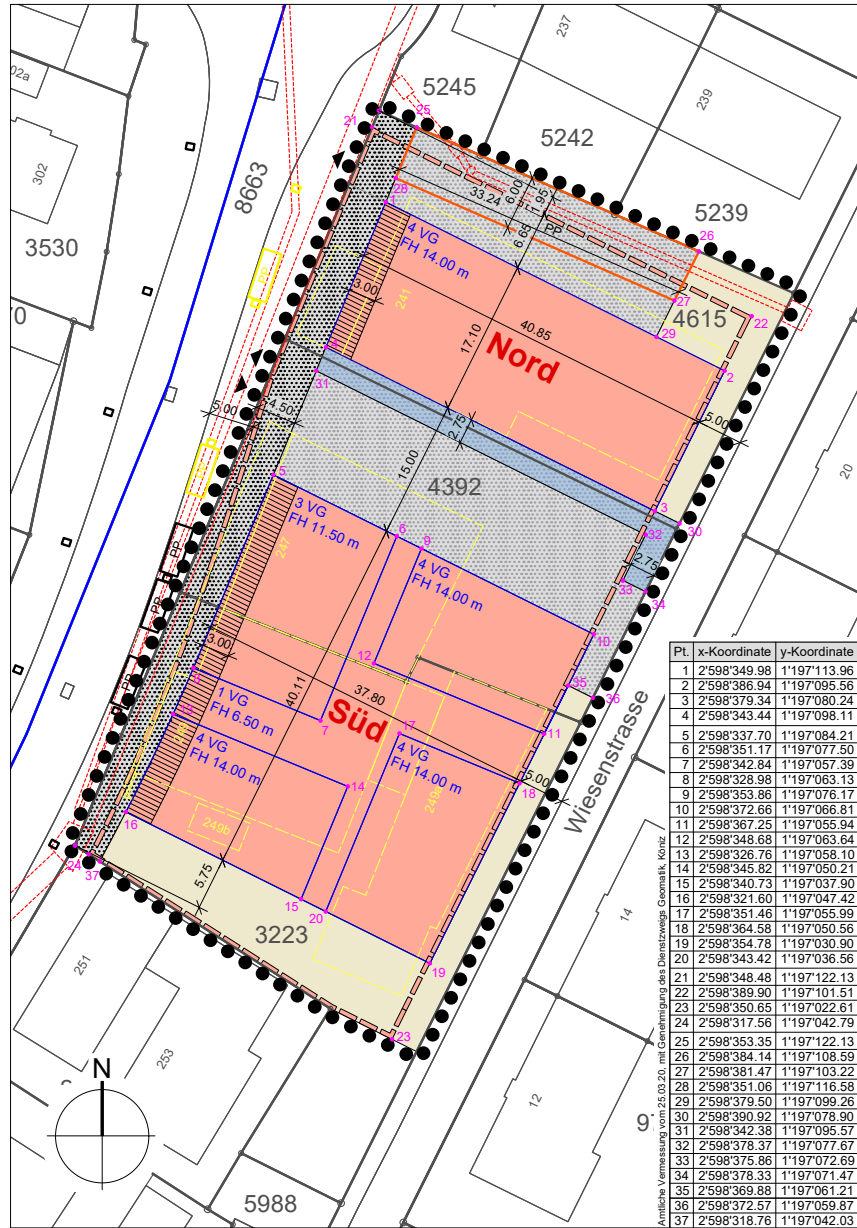 237
02a
5245
239
21
25
5242
302
8663
5239
3530
28
6.00
1.95
33.24
26
1
PP
6.65
4 VG
FH 14.00 m
PP
27
3.00
241
4615
22
70
40.85
29
17.10
Nord
4
2
31
5.00
4.50
5.00
2.75
20
15.00
5
4392
3
30
3 VG
FH 11.50 m
6
9
32
PP
247
4 VG
FH 14.00 m
2.75
33
34
PP
10
3.00
12
35
36
PP
8
1 VG
FH 6.50 m
40.11
37.80
13
Süd
17
7
11
4 VG
FH 14.00 m
4 VG
FH 14.00 m
5.00
Wiesenstrasse
14
18
249a
16
249b
24
37
5.75
15
20
3223
14
19
251
253
23
N
12
5988
Pt. x-Koordinate y-Koordinate
1 2'598'349.98 1'197'113.96
2 2'598'386.94 1'197'095.56
3 2'598'379.34 1'197'080.24
4 2'598'343.44 1'197'098.11
5 2'598'337.70 1'197'084.21
6 2'598'351.17 1'197'077.50
7 2'598'342.84 1'197'057.39
8 2'598'328.98 1'197'063.13
9 2'598'353.86 1'197'076.17
10 2'598'372.66 1'197'066.81
11 2'598'367.25 1'197'055.94
12 2'598'348.68 1'197'063.64
13 2'598'326.76 1'197'058.10
14 2'598'345.82 1'197'050.21
15 2'598'340.73 1'197'037.90
16 2'598'321.60 1'197'047.42
17 2'598'351.46 1'197'055.99
18 2'598'364.58 1'197'050.56
19 2'598'354.78 1'197'030.90
20 2'598'343.42 1'197'036.56
21 2'598'348.48 1'197'122.13
22 2'598'389.90 1'197'101.51
23 2'598'350.65 1'197'022.61
24 2'598'317.56 1'197'042.79
25 2'598'353.35 1'197'122.13
26 2'598'384.14 1'197'108.59
27 2'598'381.47 1'197'103.22
28 2'598'351.06 1'197'116.58
29 2'598'379.50 1'197'099.26
30 2'598'390.92 1'197'078.90
31 2'598'342.38 1'197'095.57
32 2'598'378.37 1'197'077.67
33 2'598'375.86 1'197'072.69
34 2'598'378.33 1'197'071.47
35 2'598'369.88 1'197'061.21
36 2'598'372.57 1'197'059.87
37 2'598'318.76 1'197'042.03
Amtliche Vermessung vom 25.03.20, mit Genehmigung des Dienstzweigs Geomatik, Köniz